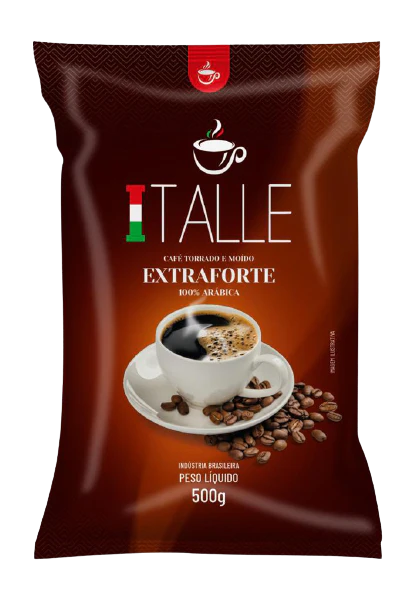 ITALLE
CAFÉ TORRADO E MOÍDO
EXTRAFORTE
100% ARÁBICA
IMAGEM ILUSTRATIVA
INDÚSTRIA BRASILEIRA
PESO LÍQUIDO
500g